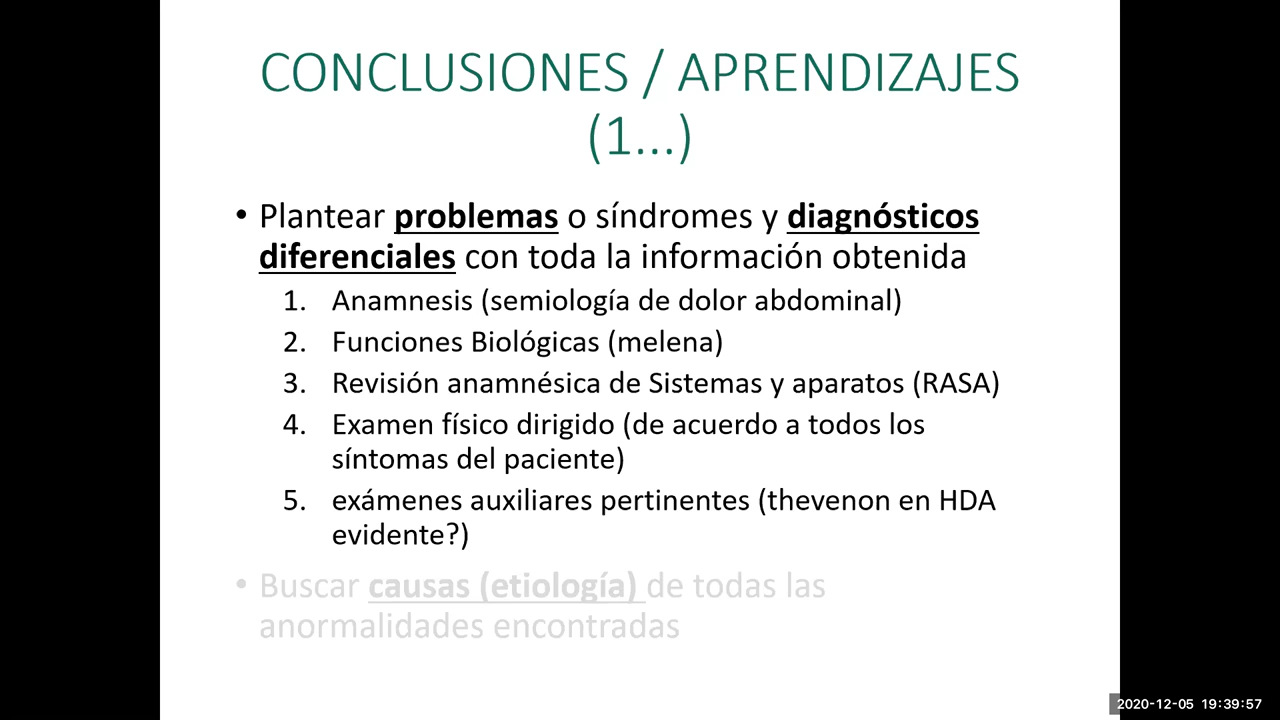 CONCLUSIONES / APRENDIZAJES
(1...)
• Plantear problemas o síndromes y diagnósticos
diferenciales con toda la información obtenida
1. Anamnesis (semiología de dolor abdominal)
2. Funciones Biológicas (melena)
3. Revisión anamnésica de Sistemas y aparatos (RASA)
4. Examen físico dirigido (de acuerdo a todos los
síntomas del paciente)
5. exámenes auxiliares pertinentes (thevenon en HDA
evidente?)
• Buscar causas (etiología) de todas las
anormalidades encontradas
2020-12-05 19:39:57